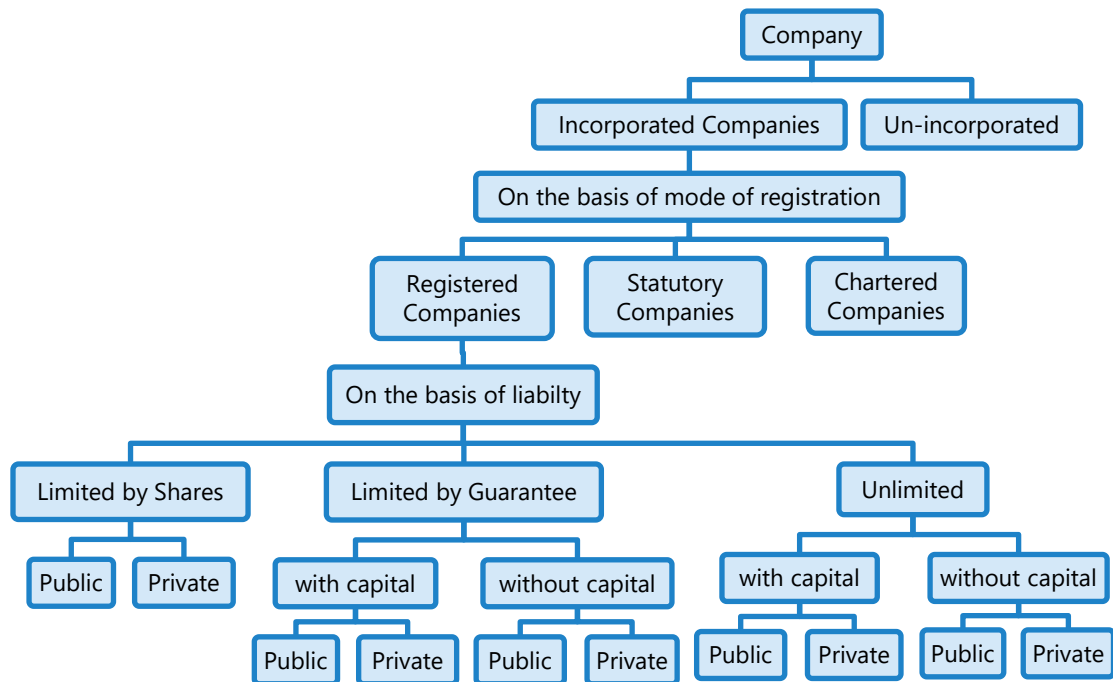 Company
Incorporated Companies
Un-incorporated
On the basis of mode of registration
Registered
Companies
Statutory
Companies
Chartered
Companies
On the basis of liabilty
Limited by Shares
Limited by Guarantee
Unlimited
Public
Private
with capital
without capital
with capital
without capital
Public
Private
Public
Private
Public
Private
Public
Private